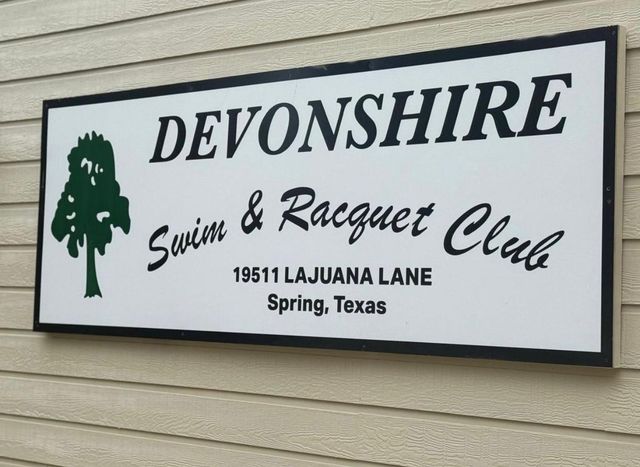 DEVONSHIRE
Swim & Racquet Club
19511 LAJUANA LANE
Spring, Texas